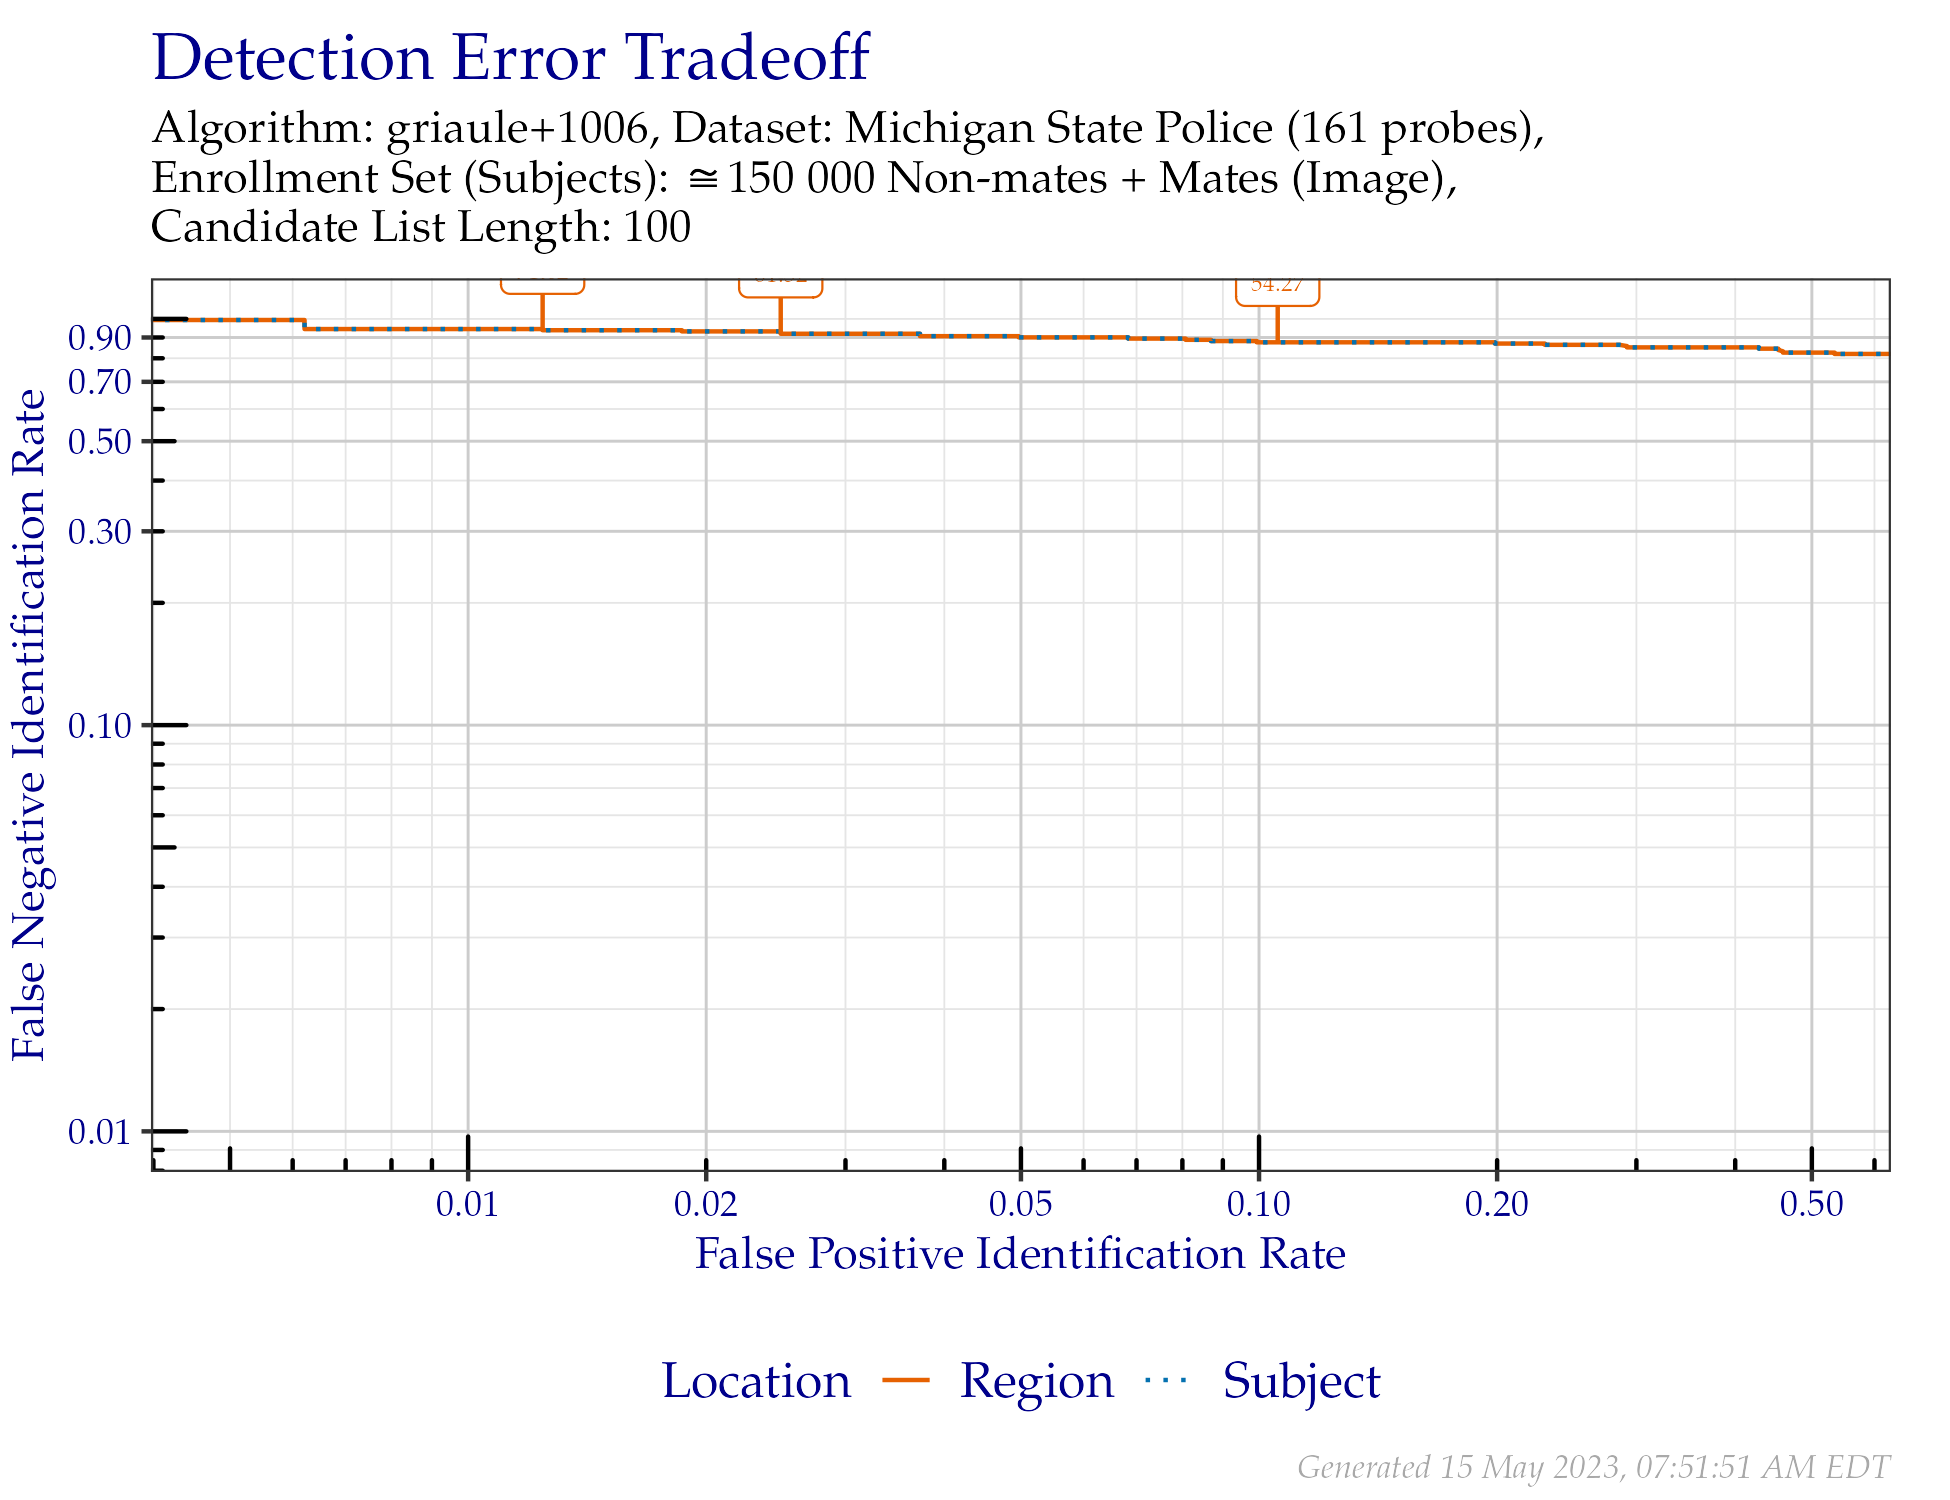 Detection Error Tradeoff
Algorithm: griaule+1006, Dataset: Michigan State Police (161 probes),
Enrollment Set (Subjects): ≅ 150 000 Non-mates + Mates (Image),
Candidate List Length: 100
54.27
0.90
0.70
0.50
0.30
0.10
0.01
False Negative Identification Rate
0.01 0.02 0.05 0.10 0.20 0.50
False Positive Identification Rate
Location Region Subject
Generated 15 May 2023, 07:51:51 AM EDT